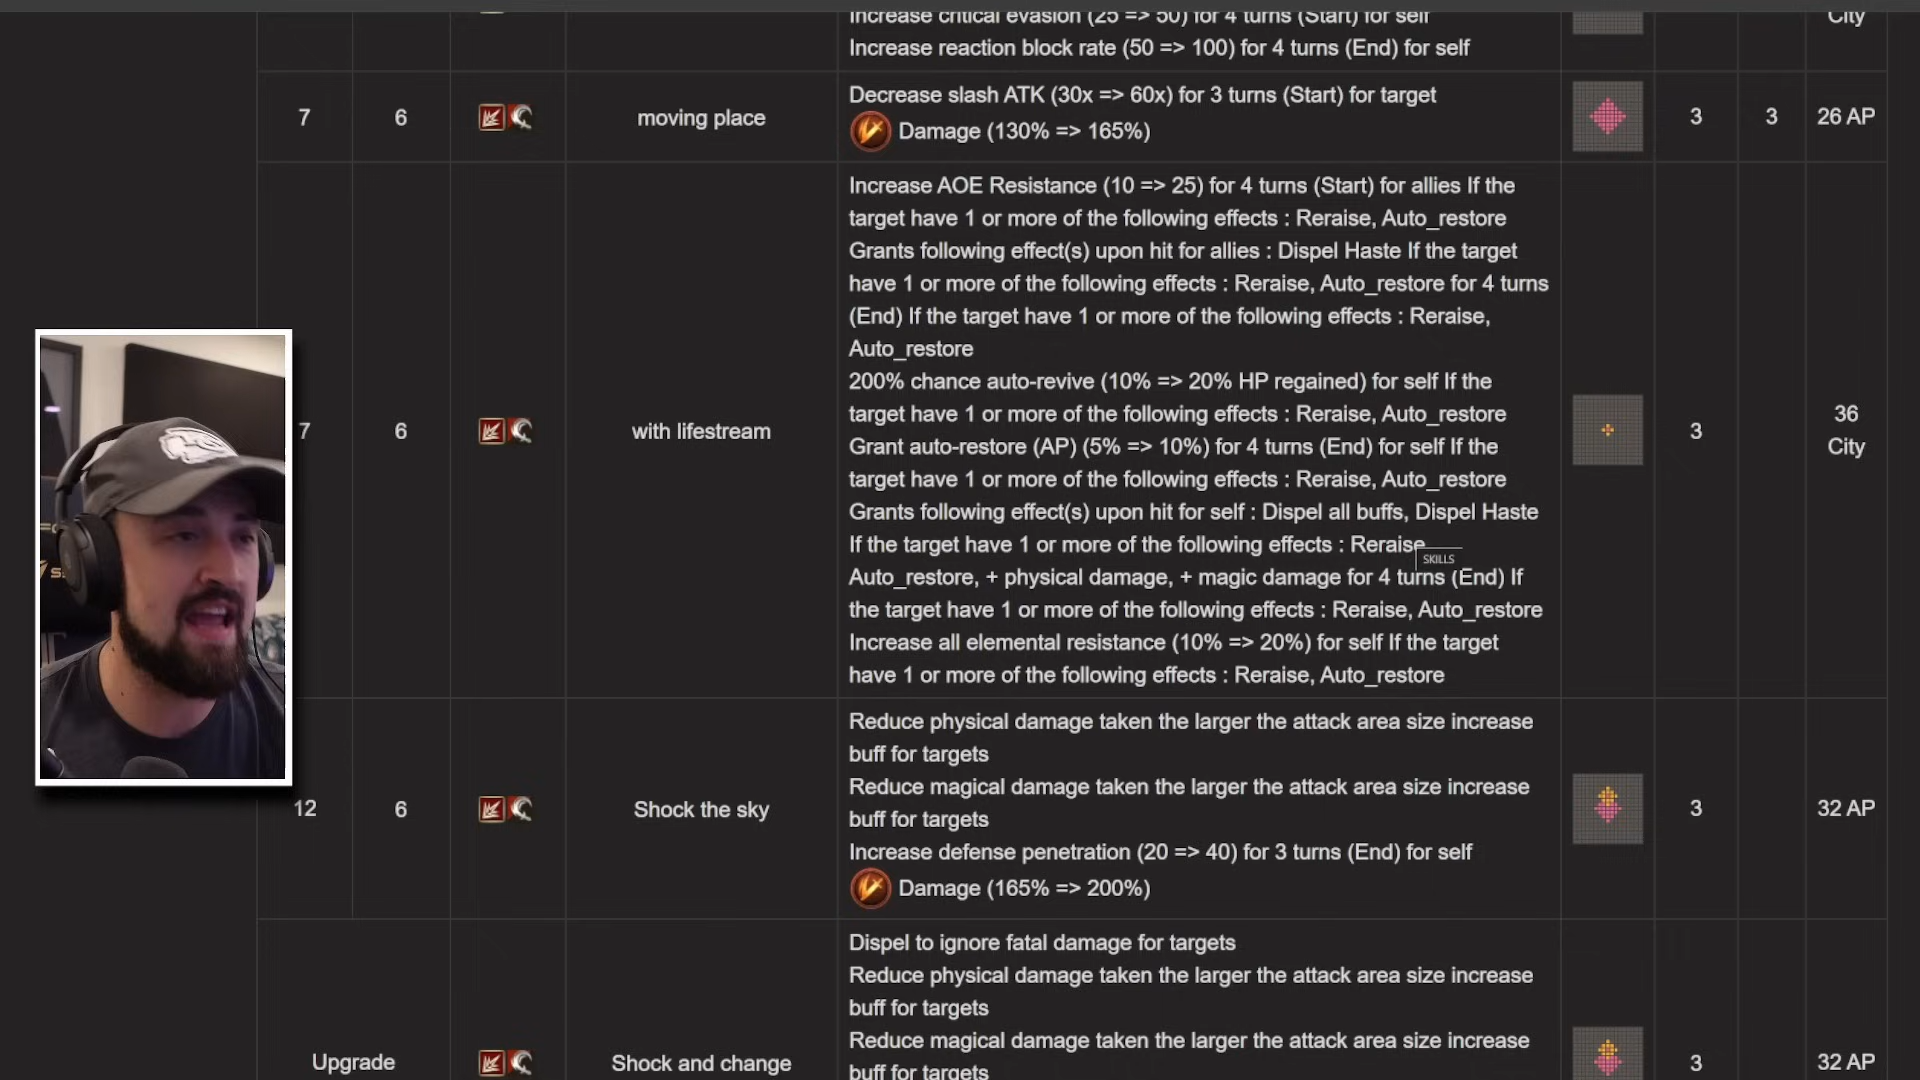 Increase critical evasion (25 => 50) for 4 turns (Start) for self
City
Increase reaction block rate (50 => 100) for 4 turns (End) for self
7 6 moving place
Decrease slash ATK (30x => 60x) for 3 turns (Start) for target
Damage (130% => 165%)
3 3 26 AP
7 6 with lifestream
Increase AOE Resistance (10 => 25) for 4 turns (Start) for allies If the
target have 1 or more of the following effects : Reraise, Auto_restore
Grants following effect(s) upon hit for allies : Dispel Haste If the target
have 1 or more of the following effects : Reraise, Auto_restore for 4 turns
(End) If the target have 1 or more of the following effects : Reraise,
Auto_restore
200% chance auto-revive (10% => 20% HP regained) for self If the
target have 1 or more of the following effects : Reraise, Auto_restore
Grant auto-restore (AP) (5% => 10%) for 4 turns (End) for self If the
target have 1 or more of the following effects : Reraise, Auto_restore
Grants following effect(s) upon hit for self : Dispel all buffs, Dispel Haste
If the target have 1 or more of the following effects : Reraise
SKILLS
Auto_restore, + physical damage, + magic damage for 4 turns (End) If
the target have 1 or more of the following effects : Reraise, Auto_restore
Increase all elemental resistance (10% => 20%) for self If the target
have 1 or more of the following effects : Reraise, Auto_restore
3
36
City
12 6 Shock the sky
Reduce physical damage taken the larger the attack area size increase
buff for targets
Reduce magical damage taken the larger the attack area size increase
buff for targets
Increase defense penetration (20 => 40) for 3 turns (End) for self
Damage (165% => 200%)
3 32 AP
Upgrade Shock and change
Dispel to ignore fatal damage for targets
Reduce physical damage taken the larger the attack area size increase
buff for targets
Reduce magical damage taken the larger the attack area size increase
buff for targets
3 32 AP